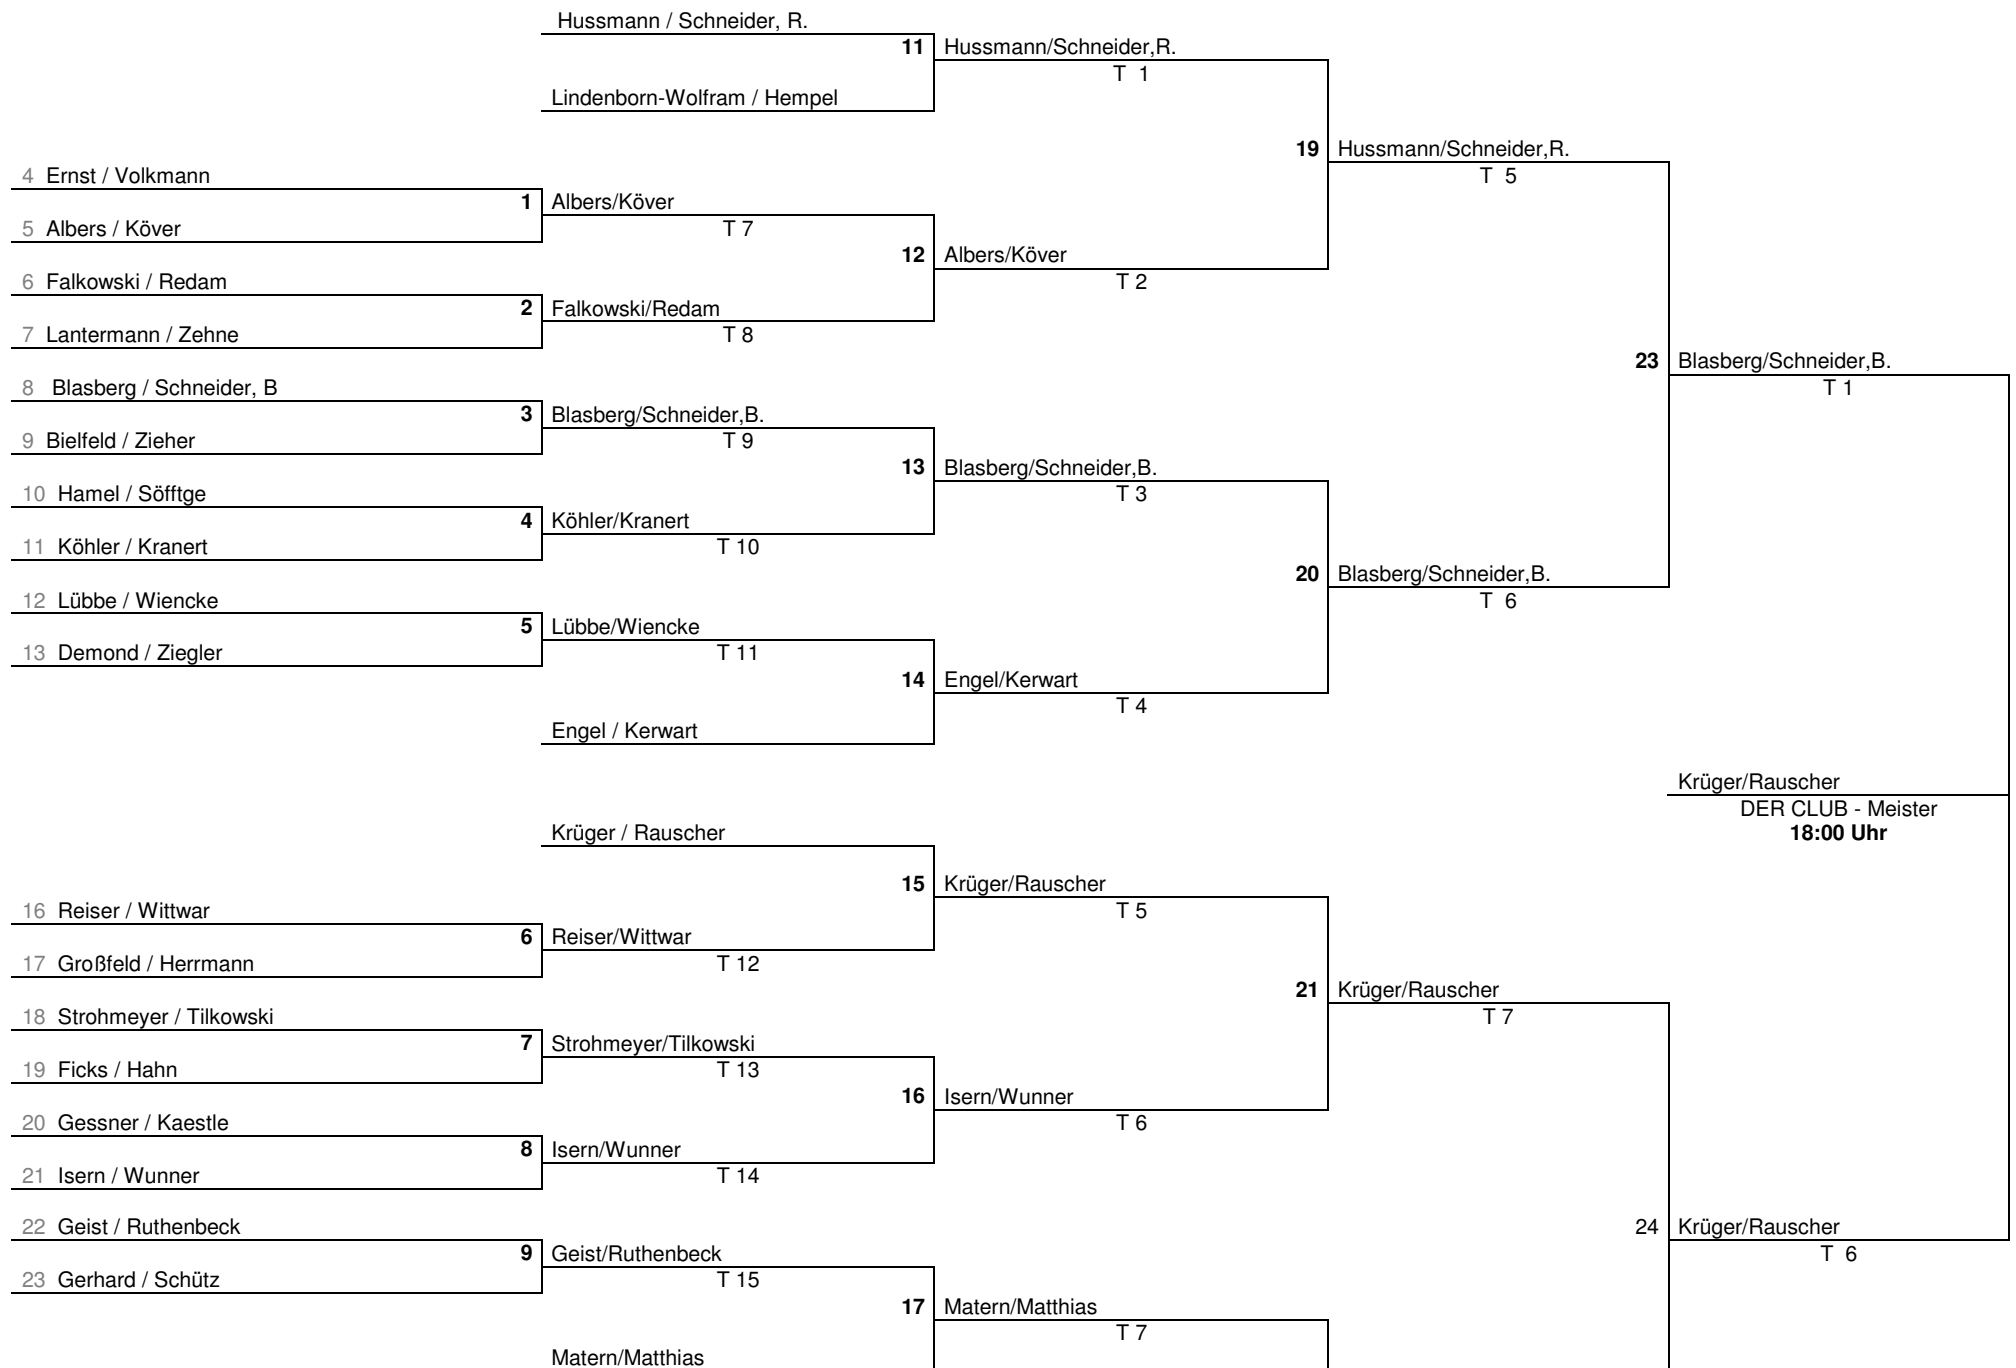 Hussmann / Schneider, R.
11 Hussmann/Schneider,R.
T 1
Lindenborn-Wolfram / Hempel
19 Hussmann/Schneider,R.
T 5
4 Ernst / Volkmann
1 Albers/Köver
T 7
5 Albers / Köver
12 Albers/Köver
T 2
6 Falkowski / Redam
2 Falkowski/Redam
T 8
7 Lantermann / Zehne
23 Blasberg/Schneider,B.
T 1
8 Blasberg / Schneider, B
3 Blasberg/Schneider,B.
T 9
9 Bielfeld / Zieher
13 Blasberg/Schneider,B.
T 3
10 Hamel / Söfftge
4 Köhler/Kranert
T 10
11 Köhler / Kranert
20 Blasberg/Schneider,B.
T 6
12 Lübbe / Wiencke
5 Lübbe/Wiencke
T 11
13 Demond / Ziegler
14 Engel/Kerwart
T 4
Engel / Kerwart
Krüger/Rauscher
DER CLUB - Meister
18:00 Uhr
Krüger / Rauscher
15 Krüger/Rauscher
T 5
16 Reiser / Wittwar
6 Reiser/Wittwar
T 12
17 Großfeld / Herrmann
21 Krüger/Rauscher
T 7
18 Strohmeyer / Tilkowski
7 Strohmeyer/Tilkowski
T 13
19 Ficks / Hahn
16 Isern/Wunner
T 6
20 Gessner / Kaestle
8 Isern/Wunner
T 14
21 Isern / Wunner
22 Geist / Ruthenbeck
24 Krüger/Rauscher
T 6
9 Geist/Ruthenbeck
T 15
23 Gerhard / Schütz
17 Matern/Matthias
T 7
Matern/Matthias